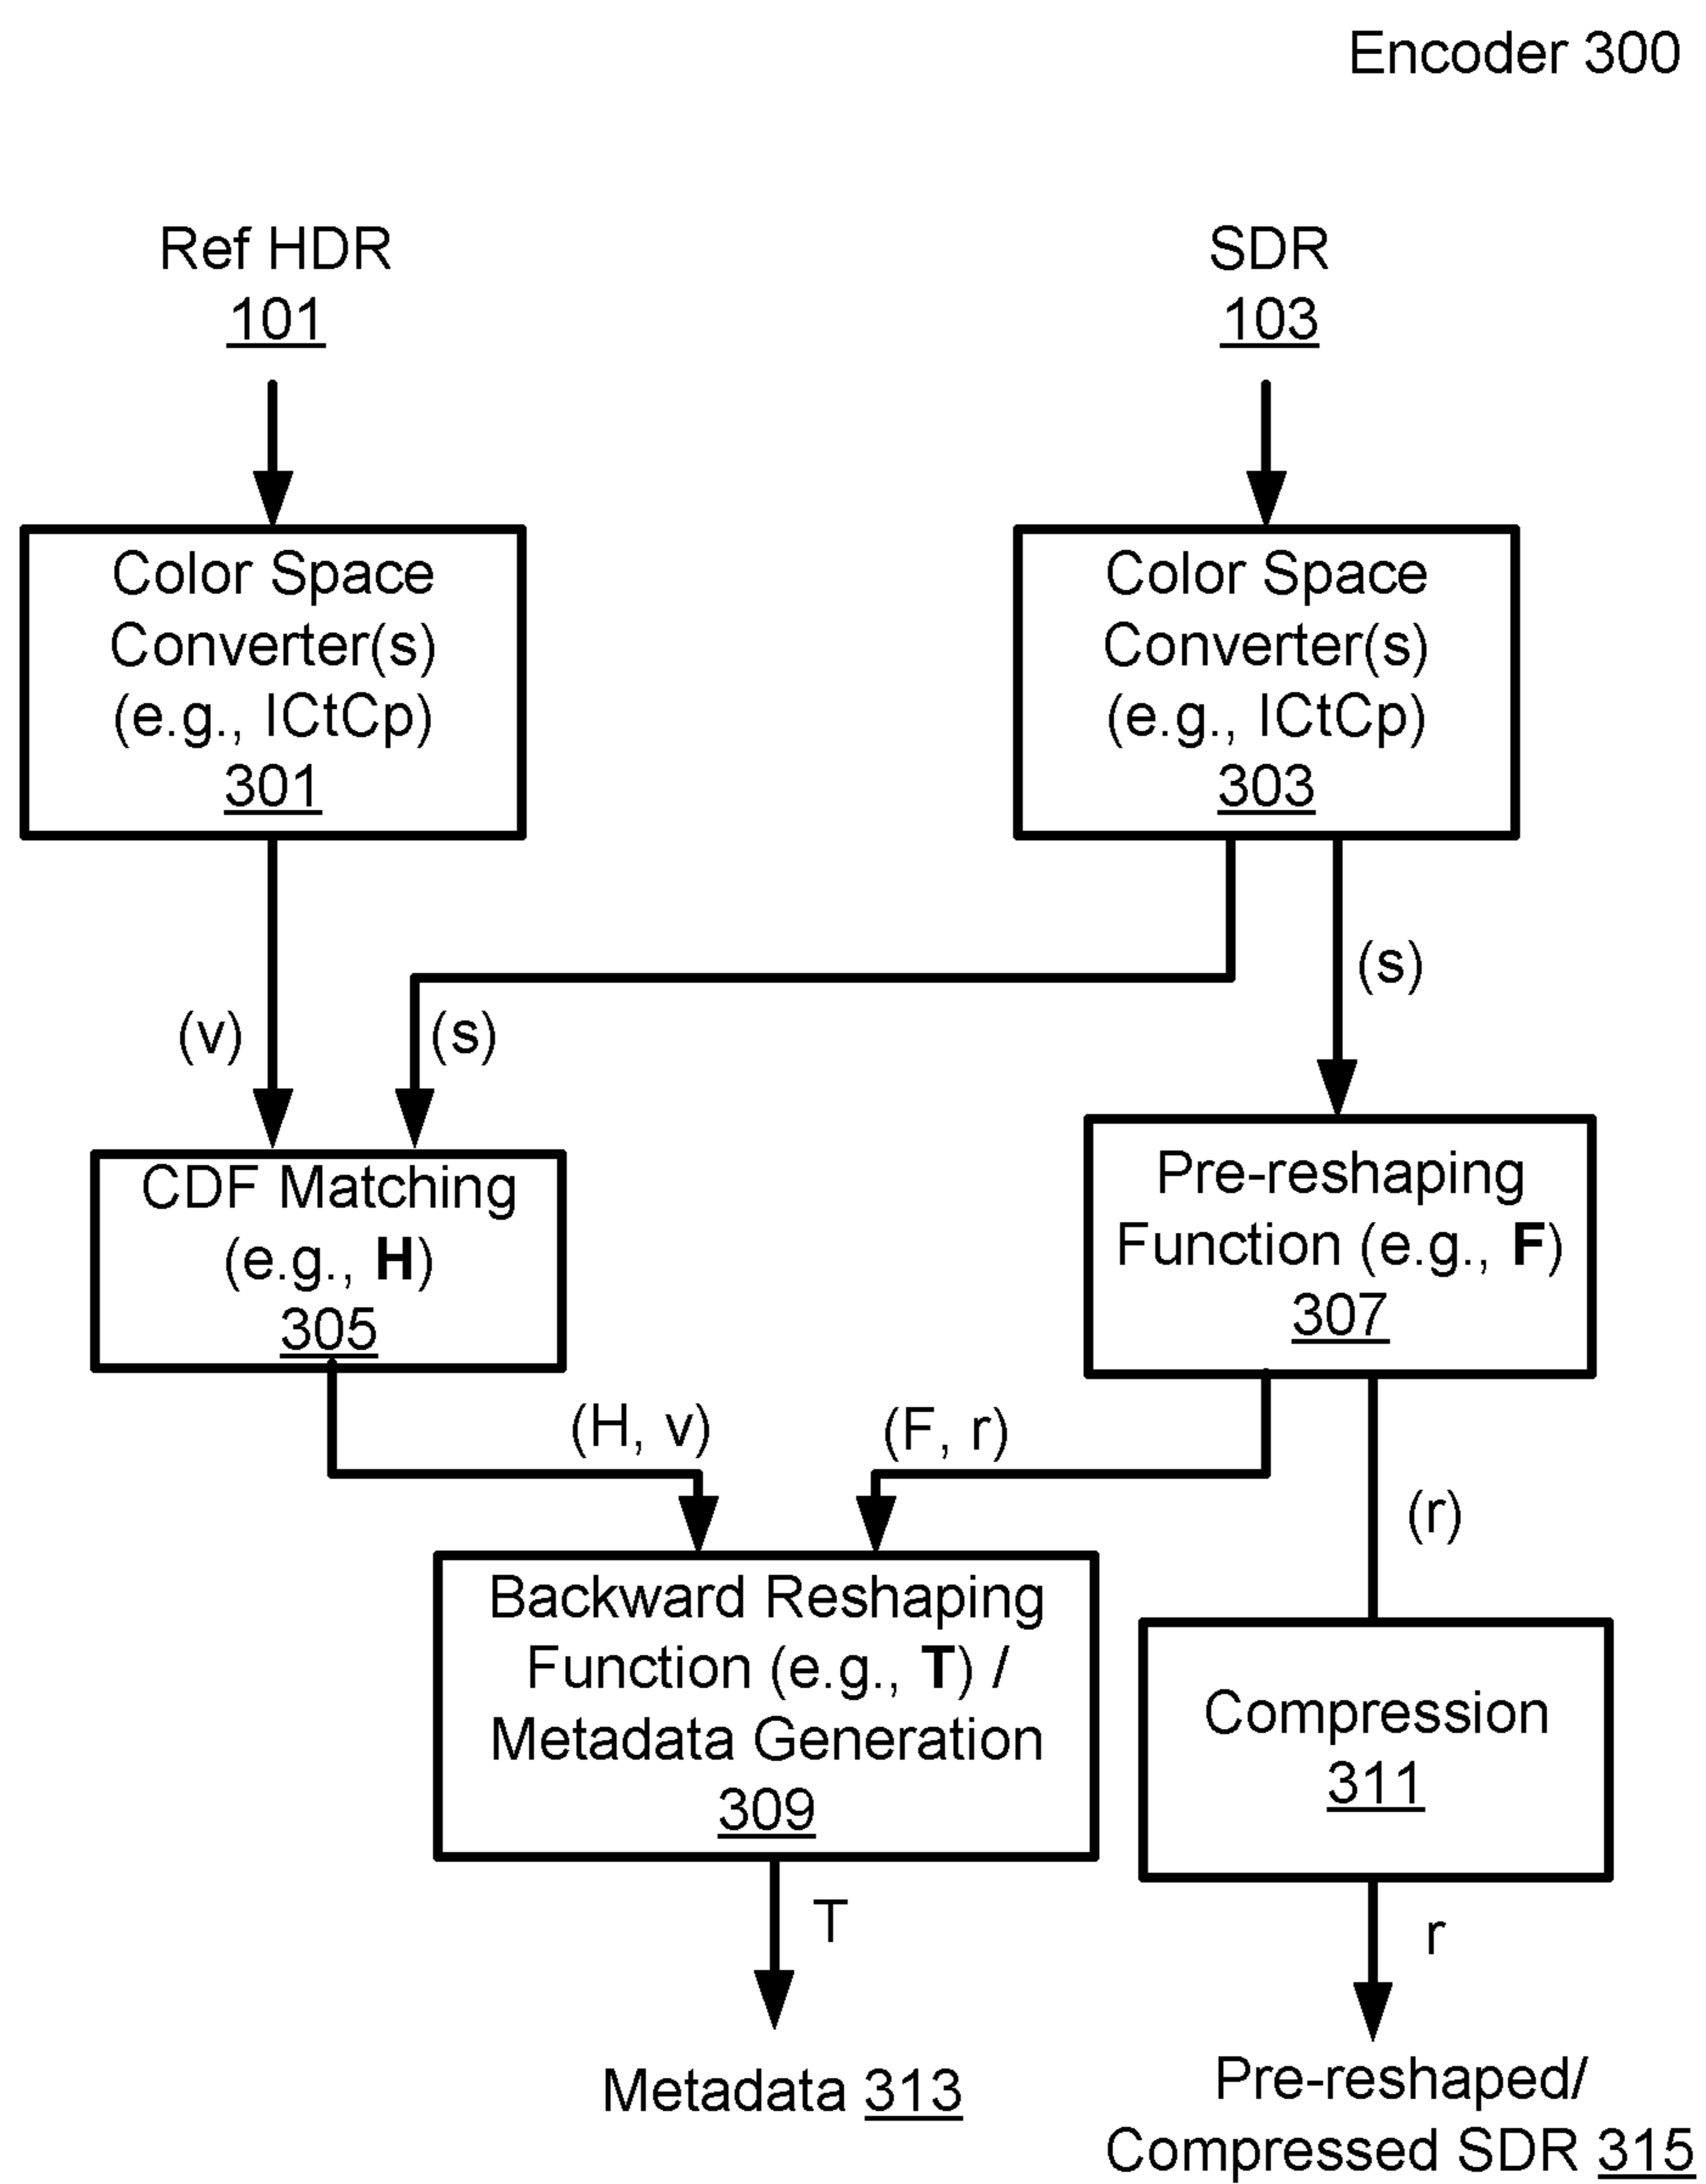 Encoder 300
Ref HDR
101
SDR
103
Color Space
Converter(s)
(e.g., ICtCp)
301
Color Space
Converter(s)
(e.g., ICtCp)
303
(v)
(s)
(s)
CDF Matching
(e.g., H)
305
Pre-reshaping
Function (e.g., F)
307
(H, v)
(F, r)
(r)
Backward Reshaping
Function (e.g., T) /
Metadata Generation
309
Compression
311
T
r
Metadata 313
Pre-reshaped/
Compressed SDR 315